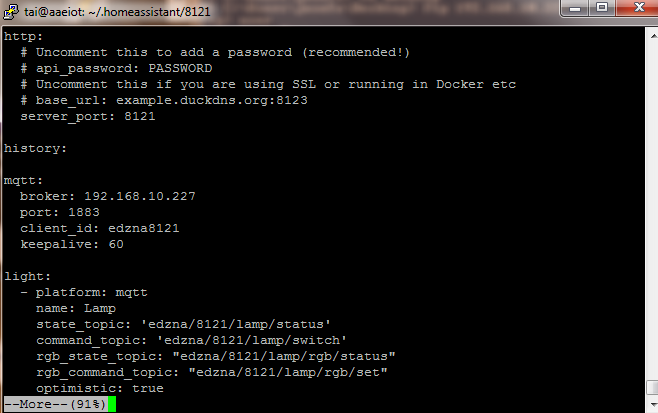 tai@aaeiot: ~/.homeassistant/8121
http:
  # Uncomment this to add a password (recommended!)
  # api_password: PASSWORD
  # Uncomment this if you are using SSL or running in Docker etc
  # base_url: example.duckdns.org:8123
  server_port: 8121

history:

mqtt:
  broker: 192.168.10.227
  port: 1883
  client_id: edzna8121
  keepalive: 60

light:
  - platform: mqtt
    name: Lamp
    state_topic: 'edzna/8121/lamp/status'
    command_topic: 'edzna/8121/lamp/switch'
    rgb_state_topic: "edzna/8121/lamp/rgb/status"
    rgb_command_topic: "edzna/8121/lamp/rgb/set"
    optimistic: true
--More--(91%)